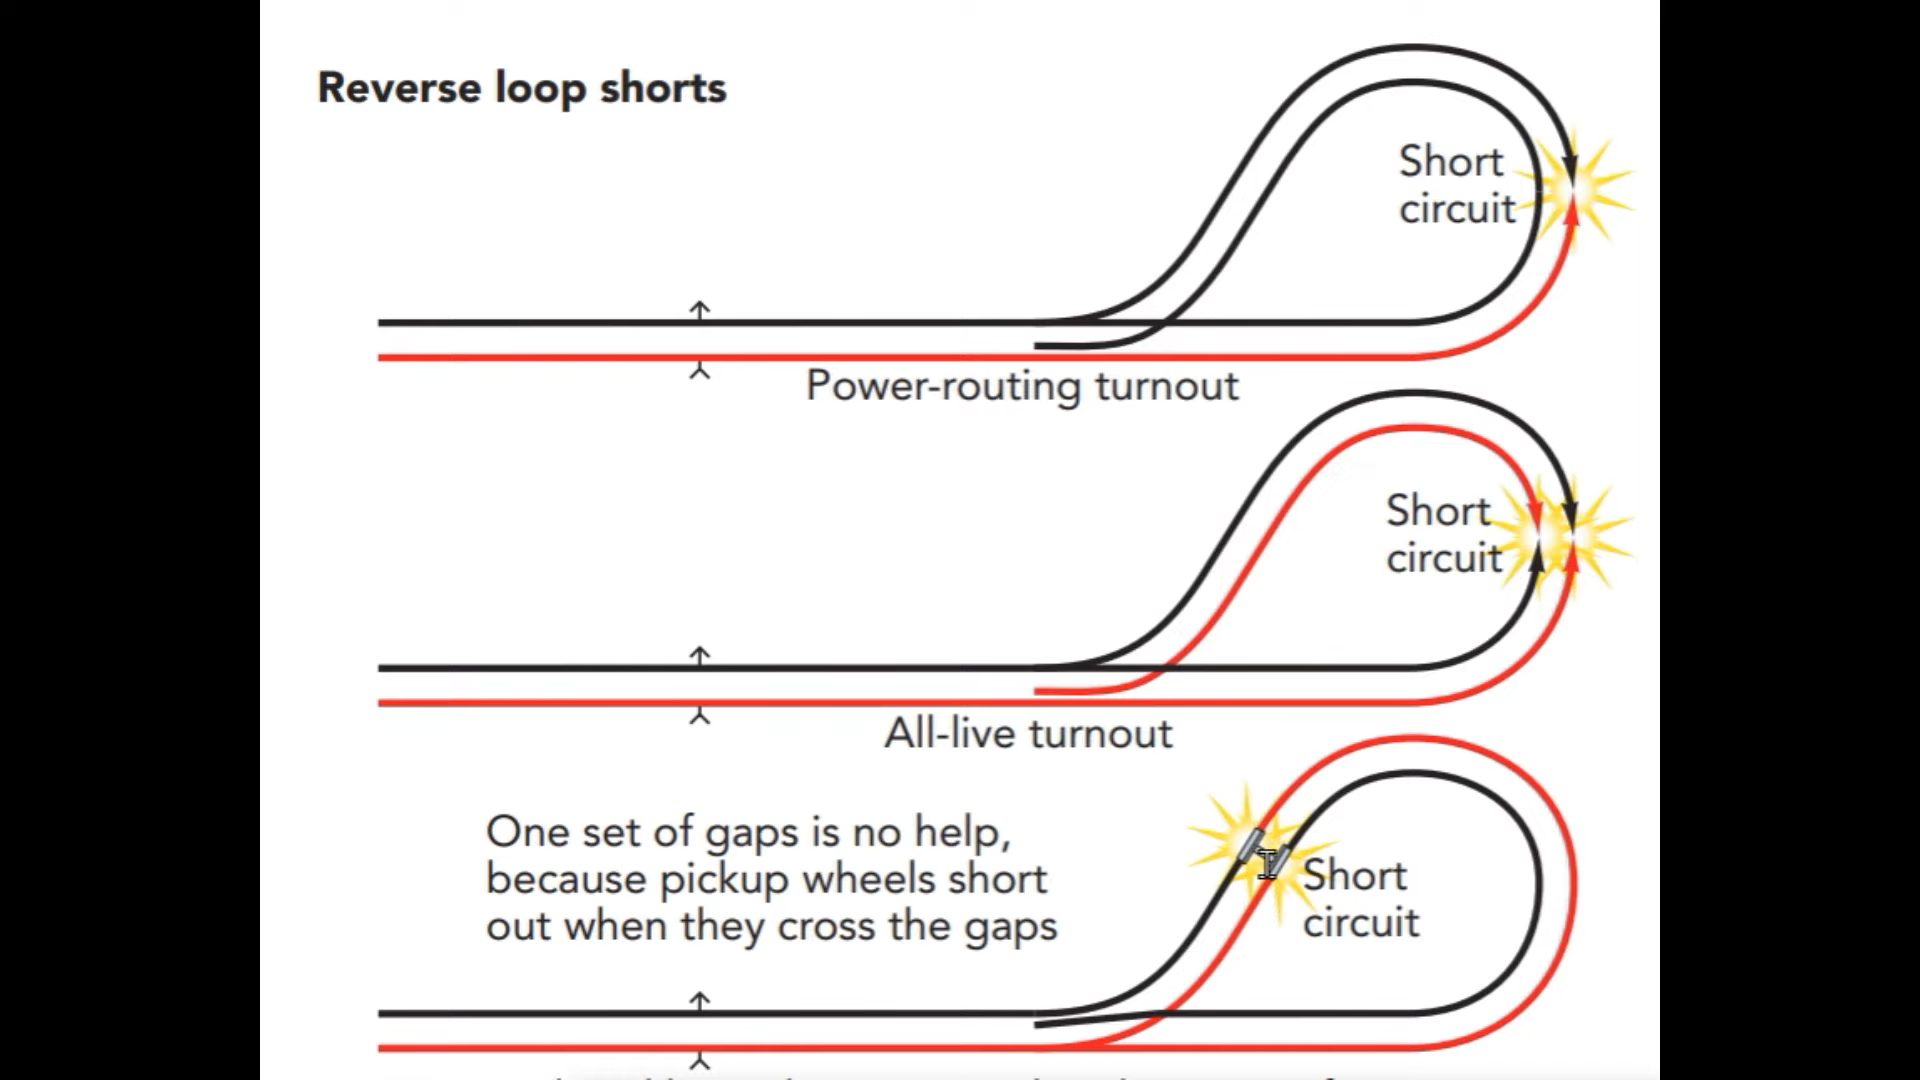 Reverse loop shorts
Short
circuit
Power-routing turnout
Short
circuit
All-live turnout
One set of gaps is no help,
because pickup wheels short
out when they cross the gaps
Short
circuit